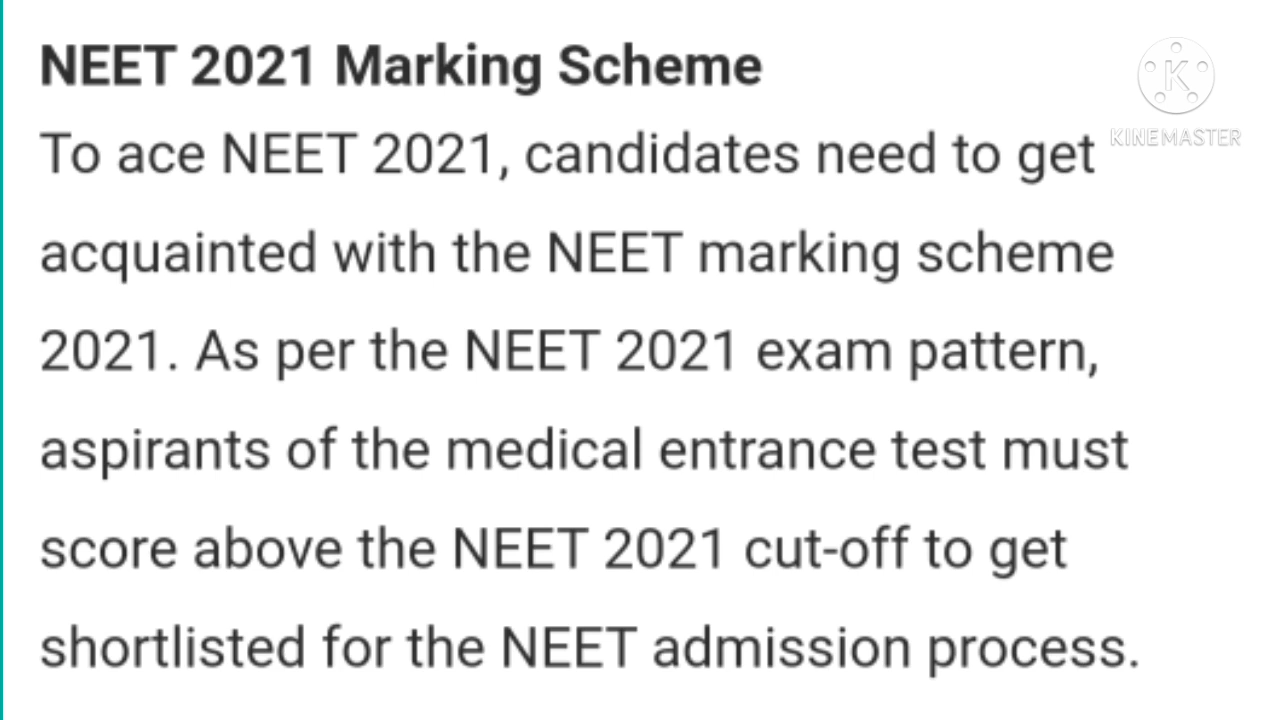 NEET 2021 Marking Scheme
To ace NEET 2021, candidates need to get
acquainted with the NEET marking scheme
2021. As per the NEET 2021 exam pattern,
aspirants of the medical entrance test must
score above the NEET 2021 cut-off to get
shortlisted for the NEET admission process.
K
KINEMASTER